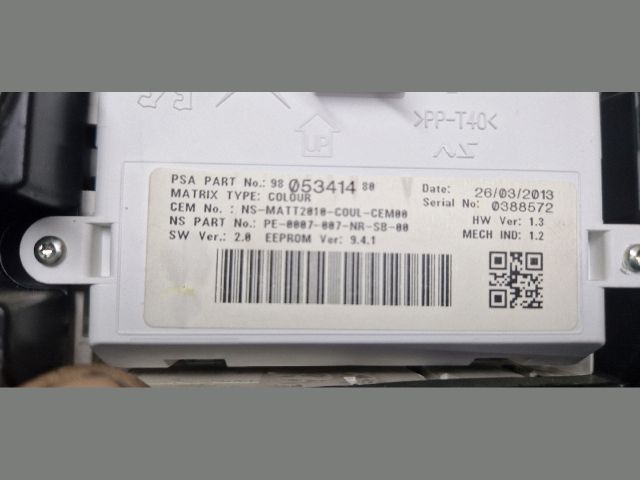 >PP-T40<
UP
PSA PART No.: 98 053414 80
MATRIX TYPE: COLOUR
CEM No. : NS-MATT2010-COUL-CEM00
NS PART No.: PE-0007-007-NR-SB-00
SW Ver.: 2.0 EEPROM Ver: 9.4.1
Date: 26/03/2013
Serial No: 0388572
HW Ver: 1.3
MECH IND: 1.2